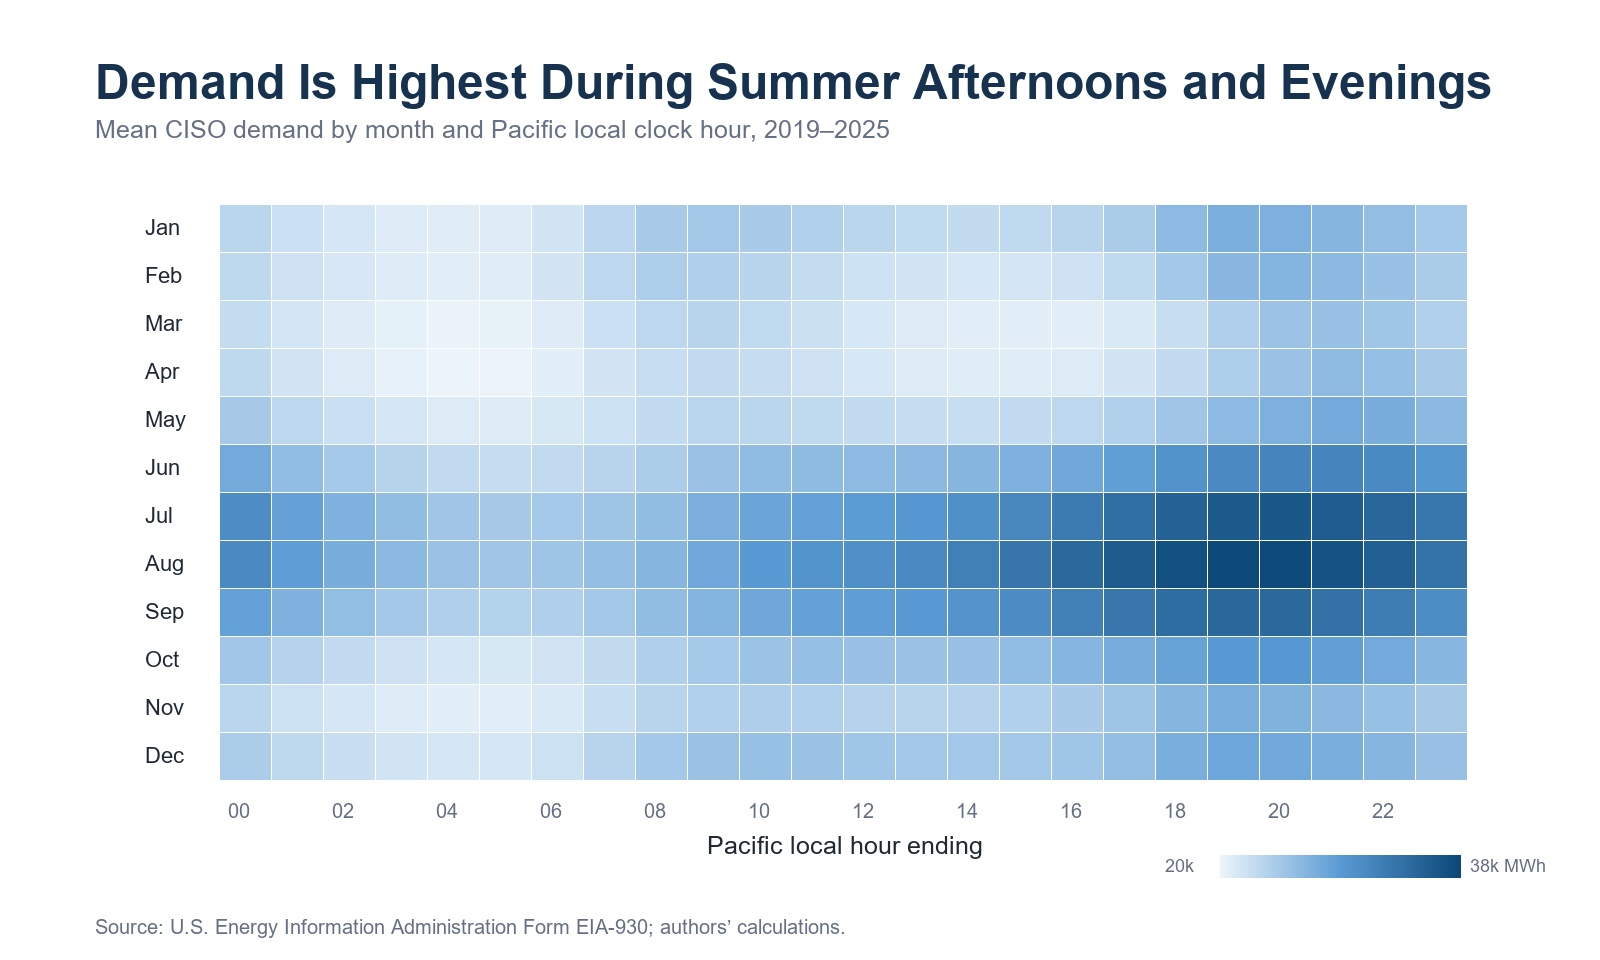 Demand Is Highest During Summer Afternoons and Evenings
Mean CISO demand by month and Pacific local clock hour, 2019–2025
Jan
Feb
Mar
Apr
May
Jun
Jul
Aug
Sep
Oct
Nov
Dec
00 02 04 06 08 10 12 14 16 18 20 22
Pacific local hour ending
20k 38k MWh
Source: U.S. Energy Information Administration Form EIA-930; authors’ calculations.